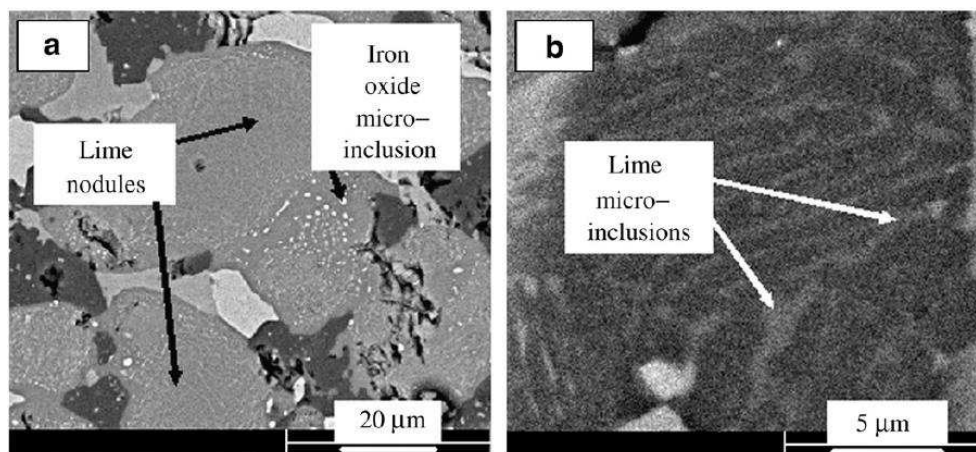 a
Iron
oxide
micro–
inclusion
Lime
nodules
20 μm
b
Lime
micro–
inclusions
5 μm